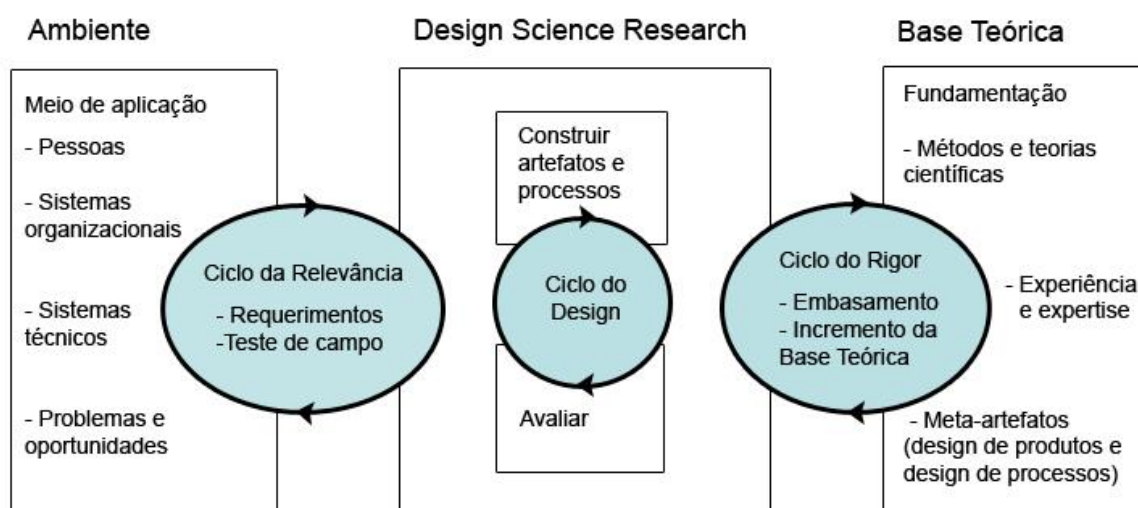 Ambiente
Design Science Research
Base Teórica
Meio de aplicação
- Pessoas
- Sistemas
organizacionais
- Sistemas
técnicos
- Problemas e
oportunidades
Ciclo da Relevância
- Requerimentos
-Teste de campo
Construir
artefatos e
processos
Ciclo do
Design
Avaliar
Ciclo do Rigor
- Embasamento
- Incremento da
Base Teórica
Fundamentação
- Métodos e teorias
científicas
- Experiência
e expertise
- Meta-artefatos
(design de produtos e
design de processos)